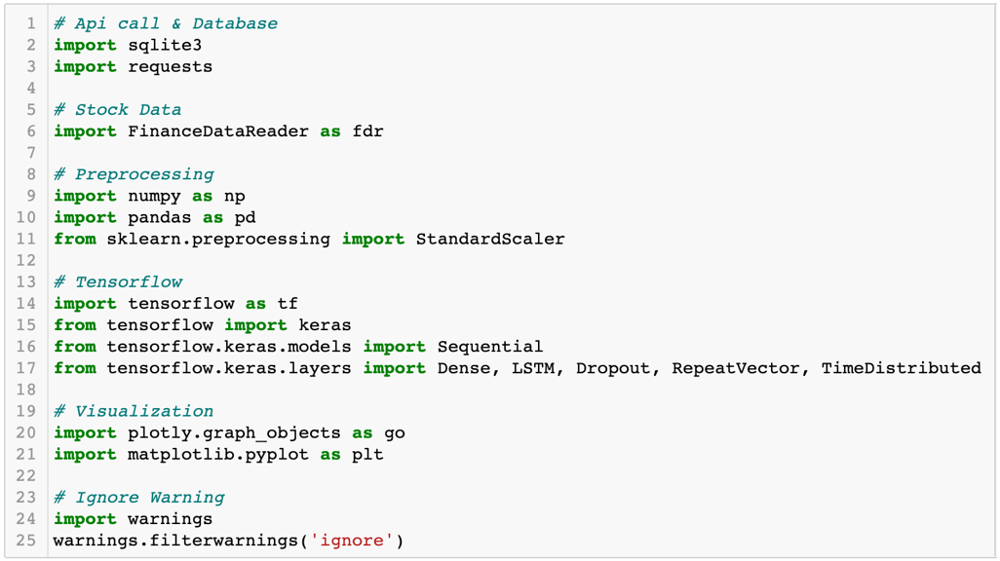 1 # Api call & Database
2 import sqlite3
3 import requests
4
5 # Stock Data
6 import FinanceDataReader as fdr
7
8 # Preprocessing
9 import numpy as np
10 import pandas as pd
11 from sklearn.preprocessing import StandardScaler
12
13 # Tensorflow
14 import tensorflow as tf
15 from tensorflow import keras
16 from tensorflow.keras.models import Sequential
17 from tensorflow.keras.layers import Dense, LSTM, Dropout, RepeatVector, TimeDistributed
18
19 # Visualization
20 import plotly.graph_objects as go
21 import matplotlib.pyplot as plt
22
23 # Ignore Warning
24 import warnings
25 warnings.filterwarnings('ignore')